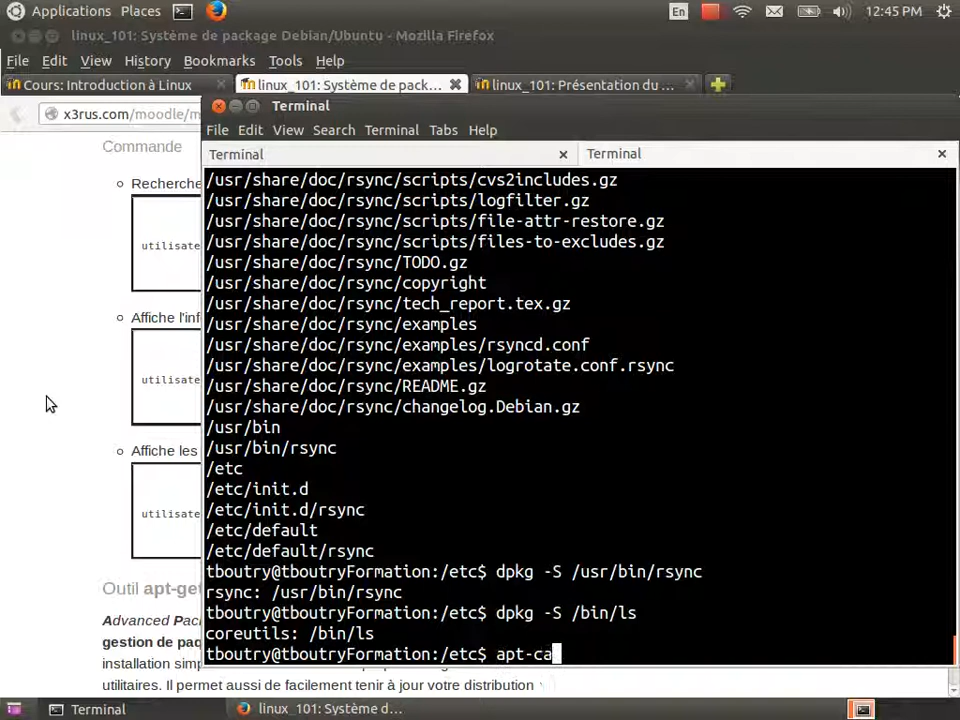 Applications Places
En
12:45 PM
linux_101: Système de package Debian/Ubuntu - Mozilla Firefox
File Edit View History Bookmarks Tools Help
Cours: Introduction à Linux
linux_101: Système de pack...
linux_101: Présentation du ...
x3rus.com/moodle/m
Terminal
File Edit View Search Terminal Tabs Help
Terminal
Terminal
Commande
Recherche
utilisate
Affiche l'inf
utilisate
Affiche les
utilisate
Outil apt-get
Advanced Pac
gestion de paq
installation simp
utilitaires. Il permet aussi de facilement tenir à jour votre distribution
/usr/share/doc/rsync/scripts/cvs2includes.gz
/usr/share/doc/rsync/scripts/logfilter.gz
/usr/share/doc/rsync/scripts/file-attr-restore.gz
/usr/share/doc/rsync/scripts/files-to-excludes.gz
/usr/share/doc/rsync/TODO.gz
/usr/share/doc/rsync/copyright
/usr/share/doc/rsync/tech_report.tex.gz
/usr/share/doc/rsync/examples
/usr/share/doc/rsync/examples/rsyncd.conf
/usr/share/doc/rsync/examples/logrotate.conf.rsync
/usr/share/doc/rsync/README.gz
/usr/share/doc/rsync/changelog.Debian.gz
/usr/bin
/usr/bin/rsync
/etc
/etc/init.d
/etc/init.d/rsync
/etc/default
/etc/default/rsync
tboutry@tboutryFormation:/etc$ dpkg -S /usr/bin/rsync
rsync: /usr/bin/rsync
tboutry@tboutryFormation:/etc$ dpkg -S /bin/ls
coreutils: /bin/ls
tboutry@tboutryFormation:/etc$ apt-ca
Terminal
linux_101: Système d...